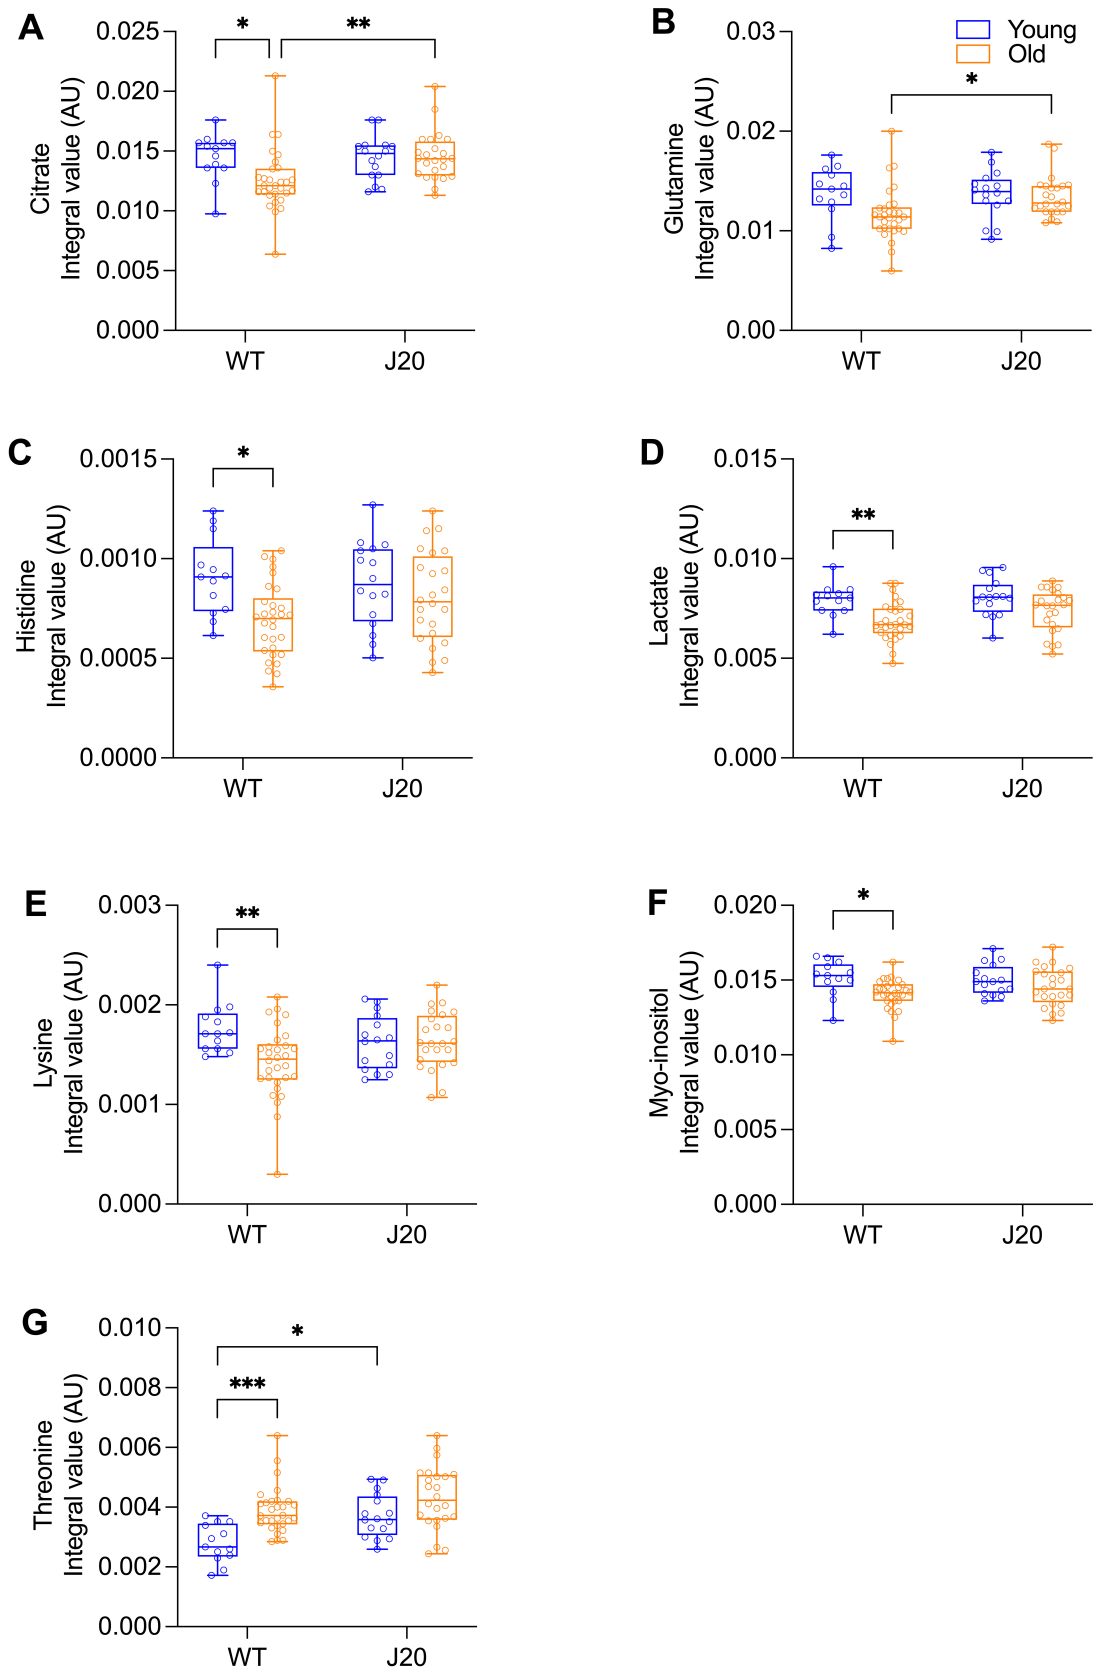 A
Citrate
Integral value (AU)
0.025
0.020
0.015
0.010
0.005
0.000
*
**
WT
J20
B
Glutamine
Integral value (AU)
0.03
0.02
0.01
0.00
Young
Old
*
WT
J20
C
Histidine
Integral value (AU)
0.0015
0.0010
0.0005
0.0000
*
WT
J20
D
Lactate
Integral value (AU)
0.015
0.010
0.005
0.000
**
WT
J20
E
Lysine
Integral value (AU)
0.003
0.002
0.001
0.000
**
WT
J20
F
Myo-inositol
Integral value (AU)
0.020
0.015
0.010
0.005
0.000
*
WT
J20
G
Threonine
Integral value (AU)
0.010
0.008
0.006
0.004
0.002
0.000
*
***
WT
J20